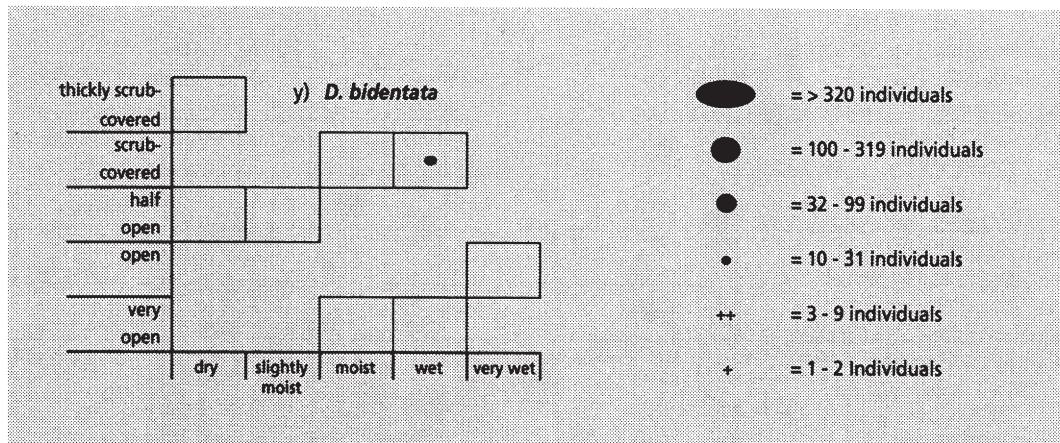 thickly scrub-
covered
scrub-
covered
half
open
open
very
open
y) D. bidentata
dry
slightly
moist
moist
wet
very wet
= > 320 individuals
= 100 - 319 individuals
= 32 - 99 individuals
= 10 - 31 individuals
++ = 3 - 9 individuals
+ = 1 - 2 Individuals